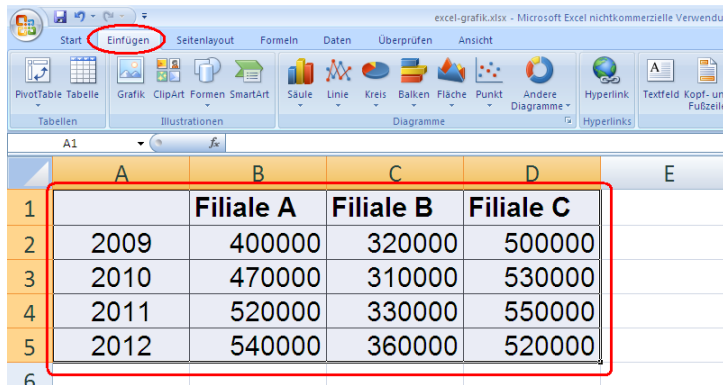 excel-grafik.xlsx - Microsoft Excel nichtkommerzielle Verwendu
Start Einfügen Seitenlayout Formeln Daten Überprüfen Ansicht
PivotTable Tabelle Grafik ClipArt Formen SmartArt Säule Linie Kreis Balken Fläche Punkt Andere Diagramme Hyperlink Textfeld Kopf- un
Fußzeile
Tabellen Illustrationen Diagramme Hyperlinks
A1 fx
A B C D E
1 Filiale A Filiale B Filiale C
2 2009 400000 320000 500000
3 2010 470000 310000 530000
4 2011 520000 330000 550000
5 2012 540000 360000 520000
6